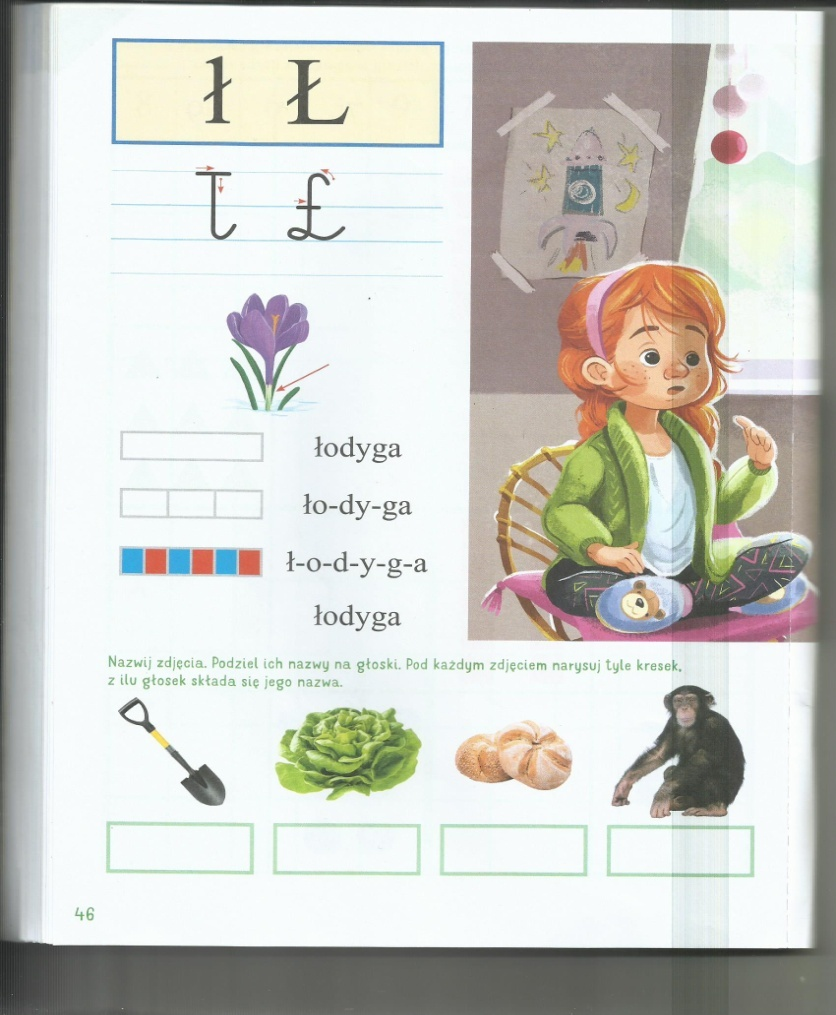 ł Ł
ł Ł
łodyga
ło-dy-ga
ł-o-d-y-g-a
łodyga
Nazwij zdjęcia. Podziel ich nazwy na głoski. Pod każdym zdjęciem narysuj tyle kresek,
z ilu głosek składa się jego nazwa.
46